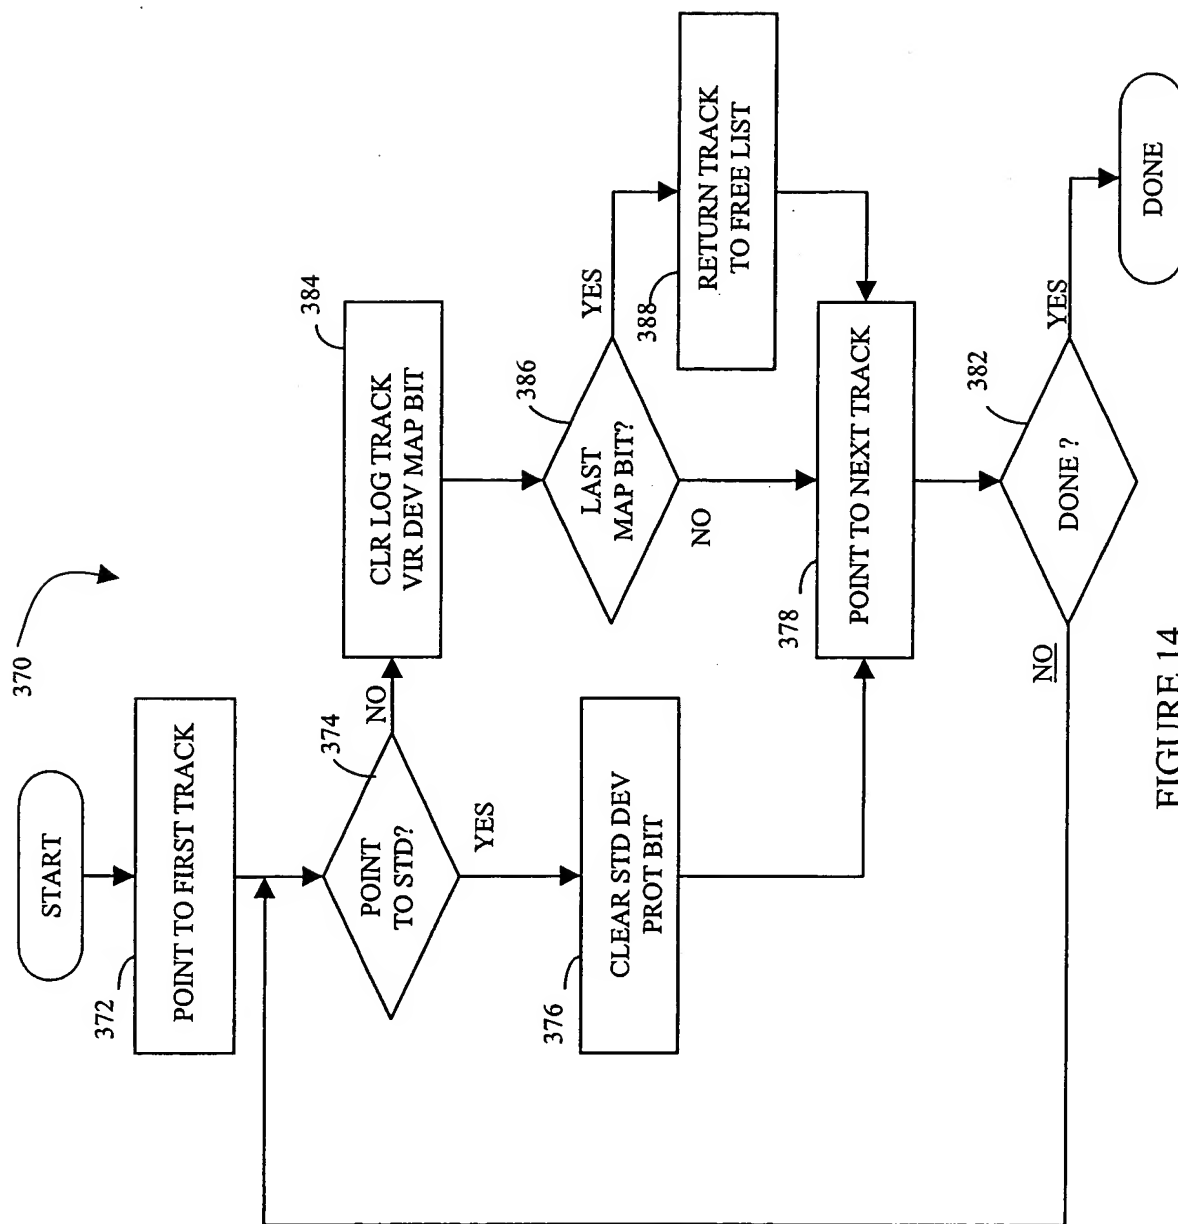 370
START
372
POINT TO FIRST TRACK
374
POINT
TO STD?
NO
YES
376
CLEAR STD DEV
PROT BIT
384
CLR LOG TRACK
VIR DEV MAP BIT
386
LAST
MAP BIT?
YES
NO
388
RETURN TRACK
TO FREE LIST
378
POINT TO NEXT TRACK
382
DONE ?
YES
NO
DONE
FIGURE 14